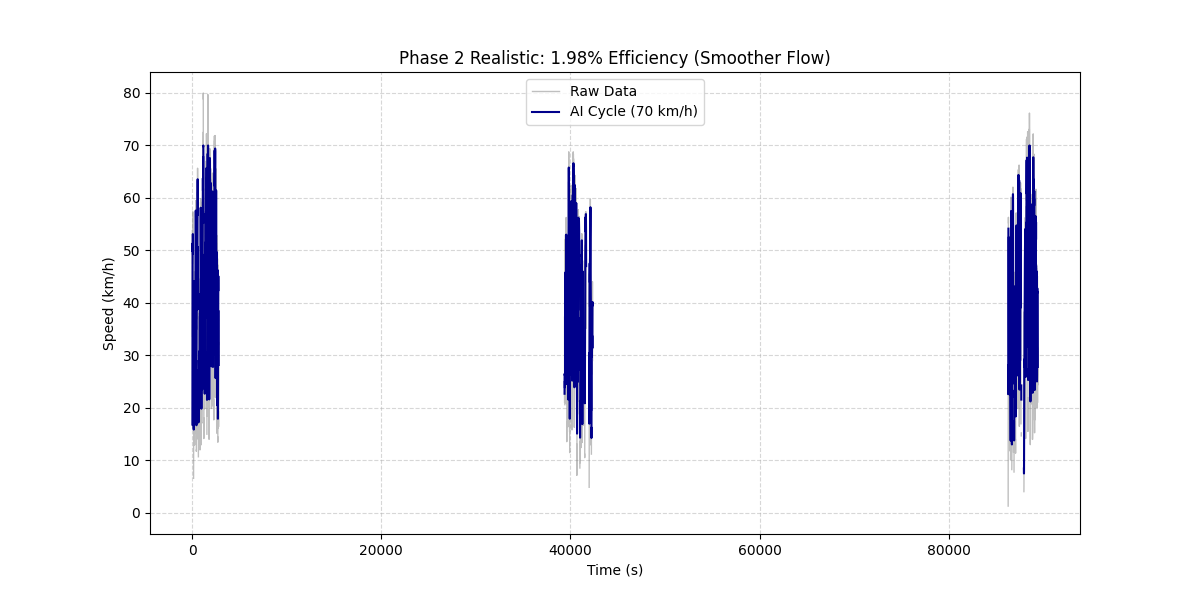 Phase 2 Realistic: 1.98% Efficiency (Smoother Flow)
Raw Data
AI Cycle (70 km/h)
80
70
60
50
40
30
20
10
0
Speed (km/h)
0 20000 40000 60000 80000
Time (s)